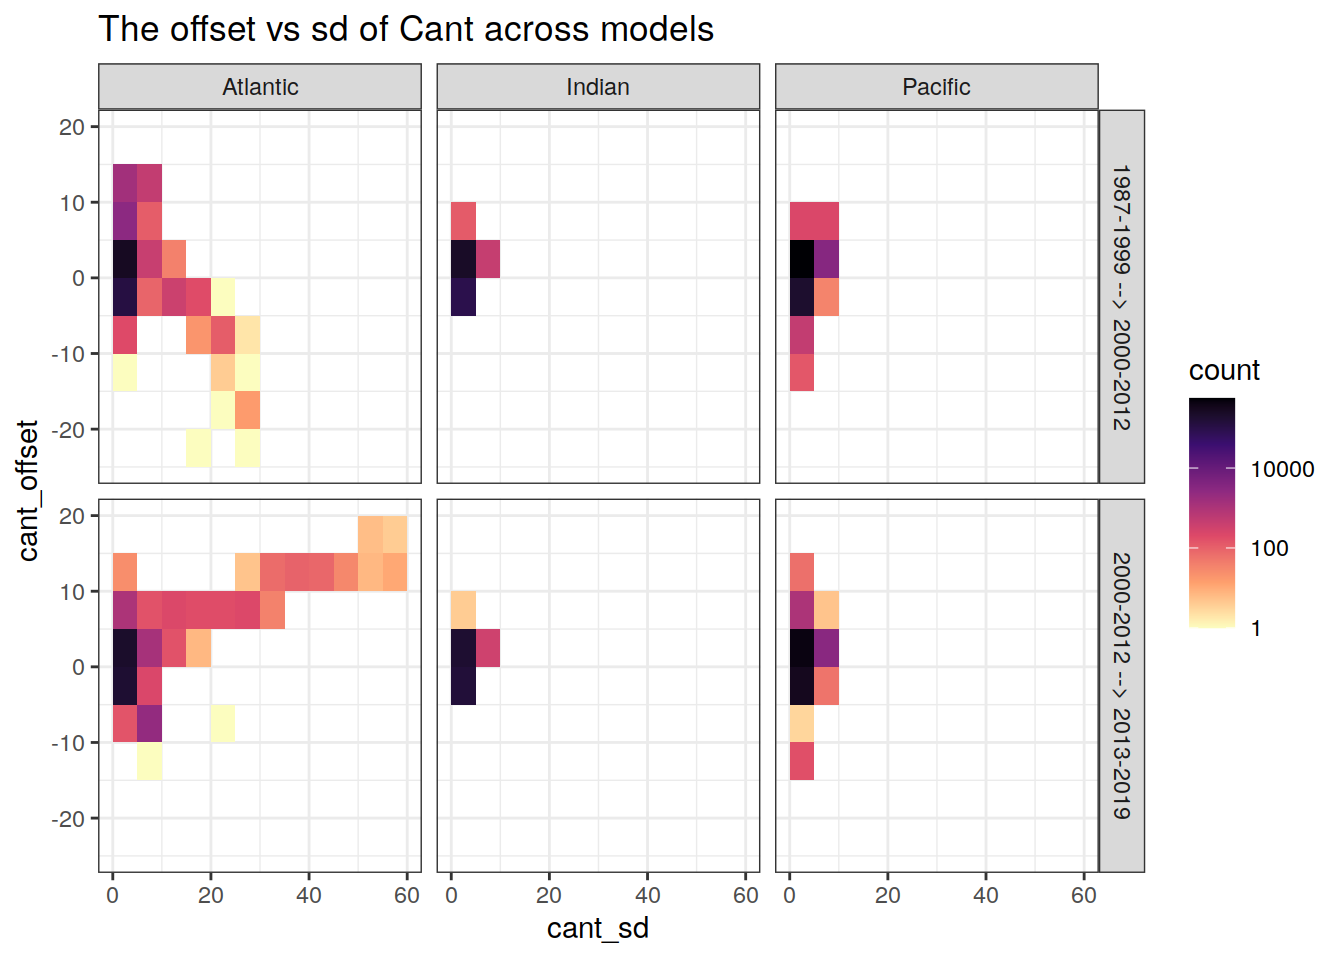 The offset vs sd of Cant across models
Atlantic
Indian
Pacific
20
10
0
-10
-20
1987-1999 --> 2000-2012
20
10
0
-10
-20
2000-2012 --> 2013-2019
cant_offset
0 20 40 60
0 20 40 60
0 20 40 60
cant_sd
count
10000
100
1